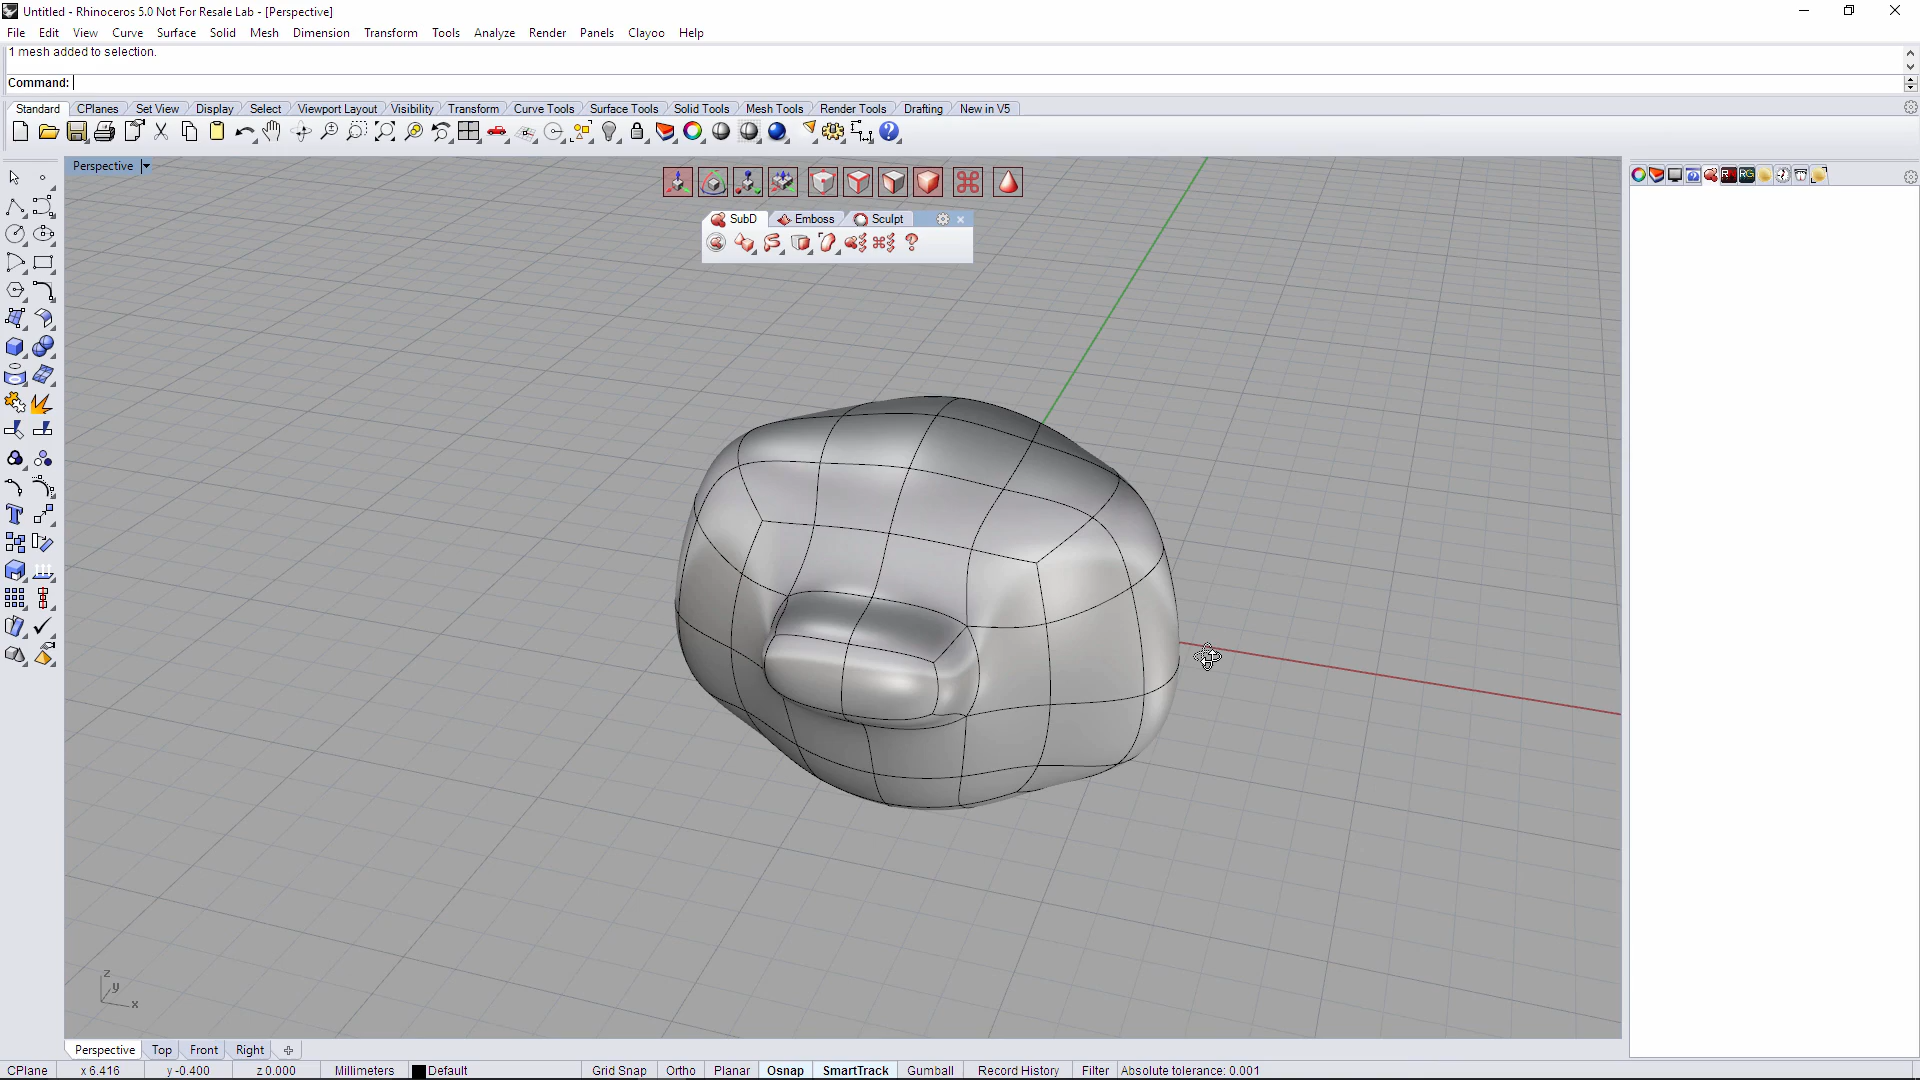 Untitled - Rhinoceros 5.0 Not For Resale Lab - [Perspective]
File Edit View Curve Surface Solid Mesh Dimension Transform Tools Analyze Render Panels Clayoo Help
1 mesh added to selection.
Command:
Standard CPlanes Set View Display Select Viewport Layout Visibility Transform Curve Tools Surface Tools Solid Tools Mesh Tools Render Tools Drafting New in V5
Perspective
SubD Emboss Sculpt
z
y
x
Perspective Top Front Right
CPlane x 6.416 y -0.400 z 0.000 Millimeters Default Grid Snap Ortho Planar Osnap SmartTrack Gumball Record History Filter Absolute tolerance: 0.001